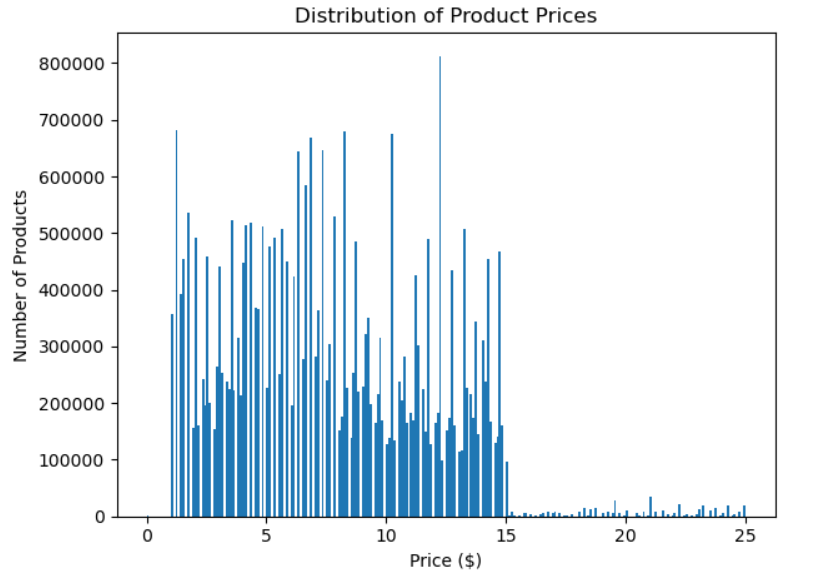 Distribution of Product Prices
800000
700000
600000
500000
400000
300000
200000
100000
0
Number of Products
0 5 10 15 20 25
Price ($)